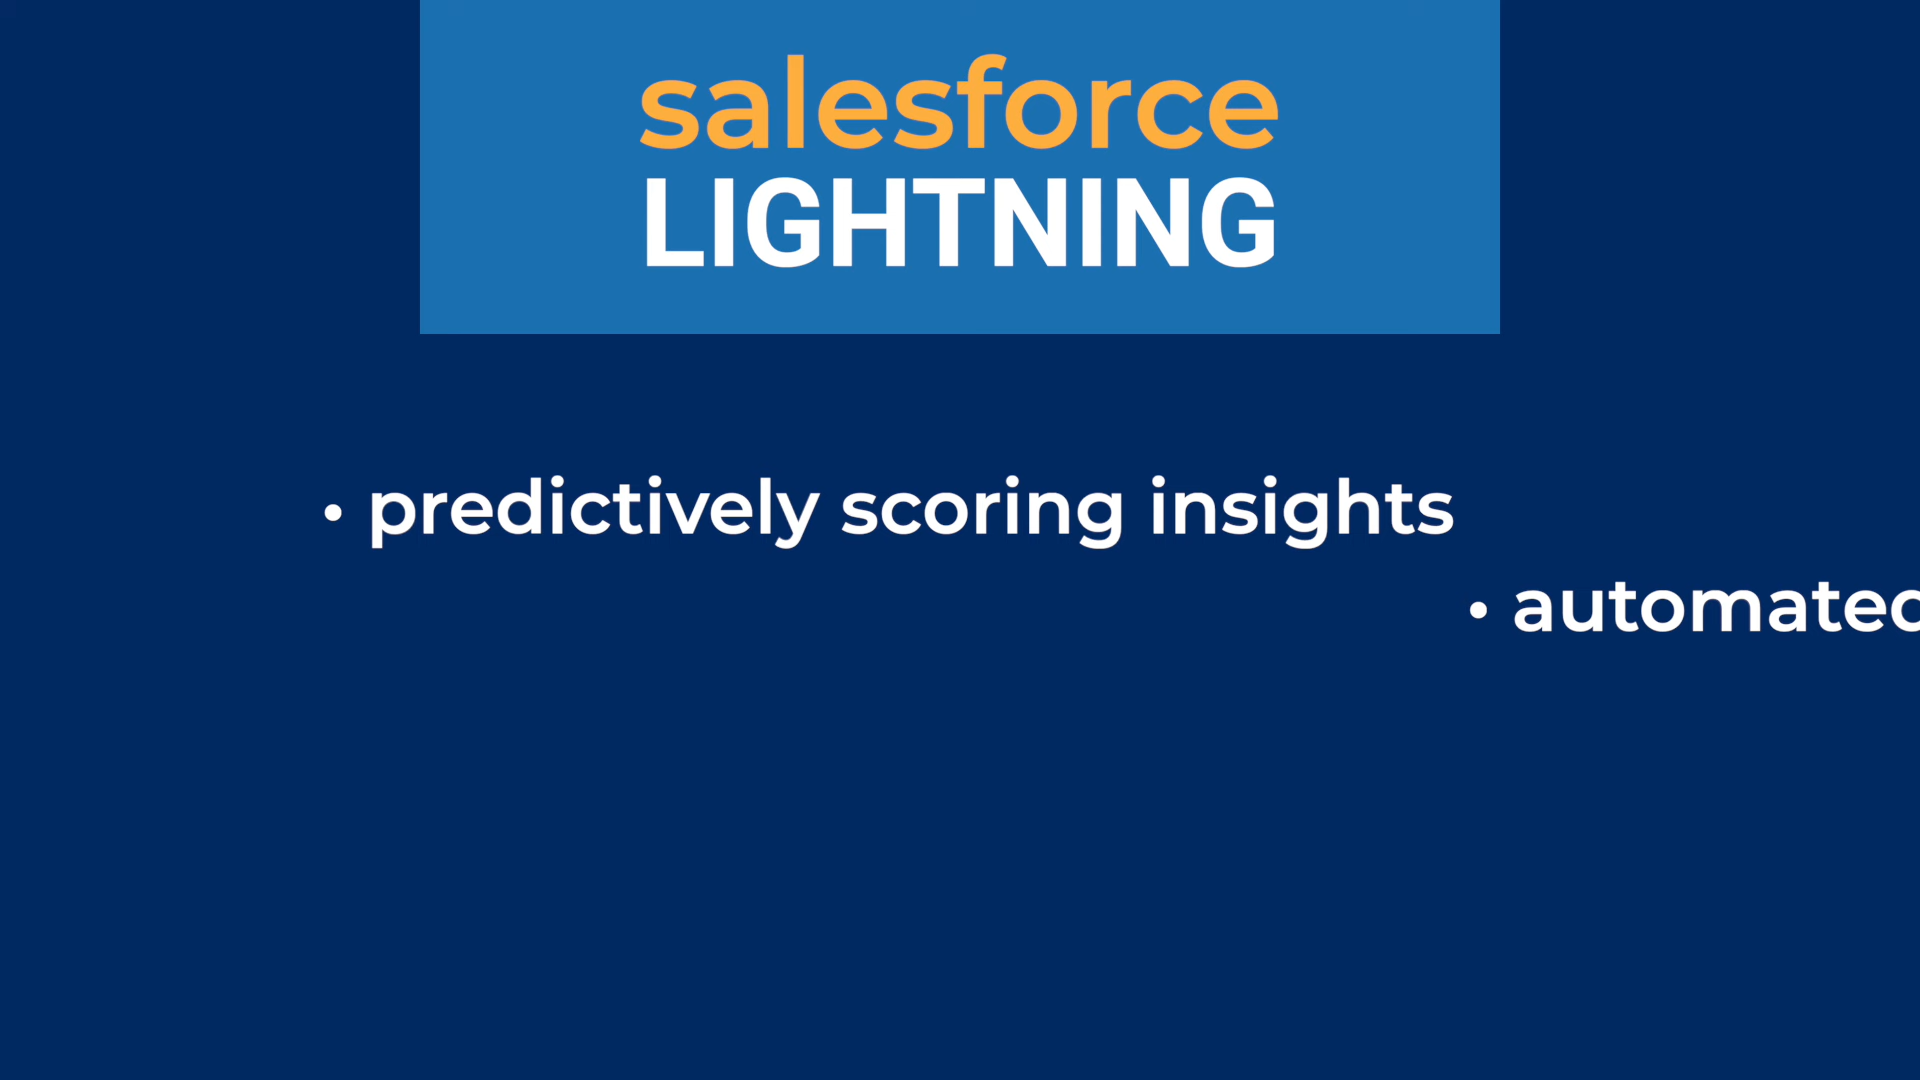 salesforce
LIGHTNING
• predictively scoring insights
• automated